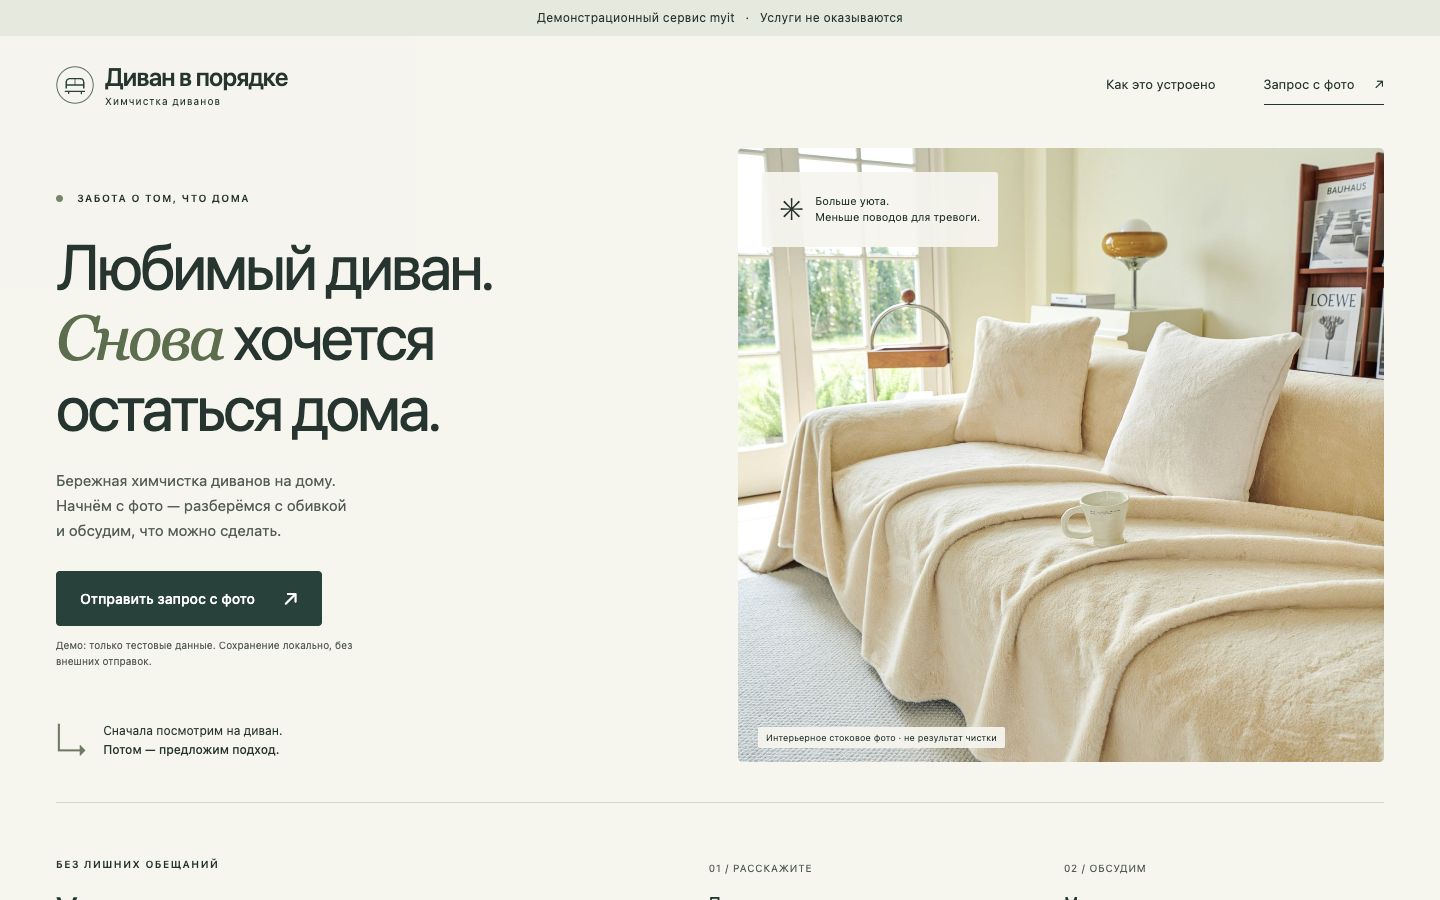 Демонстрационный сервис myit · Услуги не оказываются
Диван в порядке
Химчистка диванов
Как это устроено
Запрос с фото
ЗАБОТА О ТОМ, ЧТО ДОМА
Любимый диван.
Снова хочется
остаться дома.
Бережная химчистка диванов на дому.
Начнём с фото — разберёмся с обивкой
и обсудим, что можно сделать.
Отправить запрос с фото
Демо: только тестовые данные. Сохранение локально, без
внешних отправок.
Сначала посмотрим на диван.
Потом — предложим подход.
Больше уюта.
Меньше поводов для тревоги.
BAUHAUS
LOEWE
Интерьерное стоковое фото · не результат чистки
БЕЗ ЛИШНИХ ОБЕЩАНИЙ
01 / РАССКАЖИТЕ
02 / ОБСУДИМ